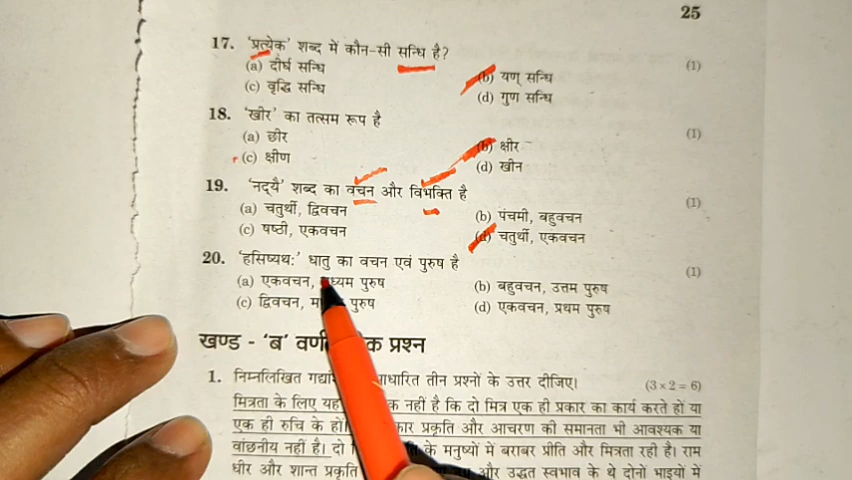 25
17. 'प्रत्येक' शब्द में कौन-सी सन्धि है? (1)
(a) दीर्घ सन्धि (b) यण् सन्धि
(c) वृद्धि सन्धि (d) गुण सन्धि
18. 'खीर' का तत्सम रूप है (1)
(a) छीर (b) क्षीर
(c) क्षीण (d) खीन
19. 'नद्यै' शब्द का वचन और विभक्ति है (1)
(a) चतुर्थी, द्विवचन (b) पंचमी, बहुवचन
(c) षष्ठी, एकवचन (d) चतुर्थी, एकवचन
20. 'हसिष्यथः' धातु का वचन एवं पुरुष है (1)
(a) एकवचन, मध्यम पुरुष (b) बहुवचन, उत्तम पुरुष
(c) द्विवचन, पुरुष (d) एकवचन, प्रथम पुरुष
खण्ड - 'ब' प्रश्न
1. निम्नलिखित आधारित तीन प्रश्नों के उत्तर दीजिए। (3×2=6)
मित्रता के लिए यह नहीं है कि दो मित्र एक ही प्रकार का कार्य करते हों या
एक ही रुचि के प्रकृति और आचरण की समानता भी आवश्यक या
वांछनीय नहीं है। दो के मनुष्यों में बराबर प्रीति और मित्रता रही है। राम
धीर और शान्त प्रकृति और उद्धत स्वभाव के थे दोनों भाइयों में